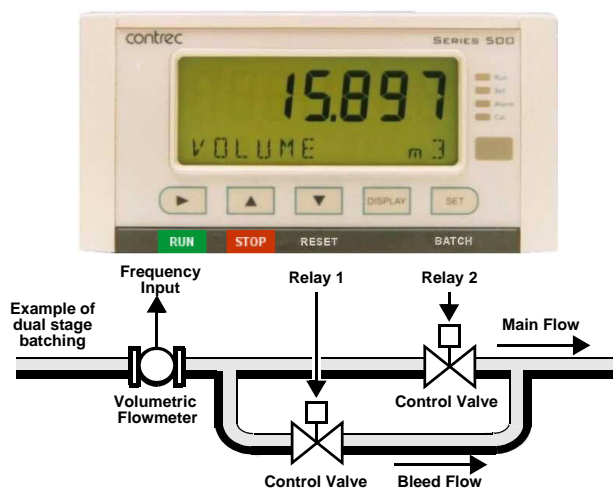 contrec SERIES 500
15.897
VOLUME m3
Run
Set
Alarm
Cal
DISPLAY SET
RUN STOP RESET BATCH
Frequency
Input
Relay 1 Relay 2
Example of
dual stage
batching
Main Flow
Volumetric
Flowmeter
Control Valve
Control Valve Bleed Flow